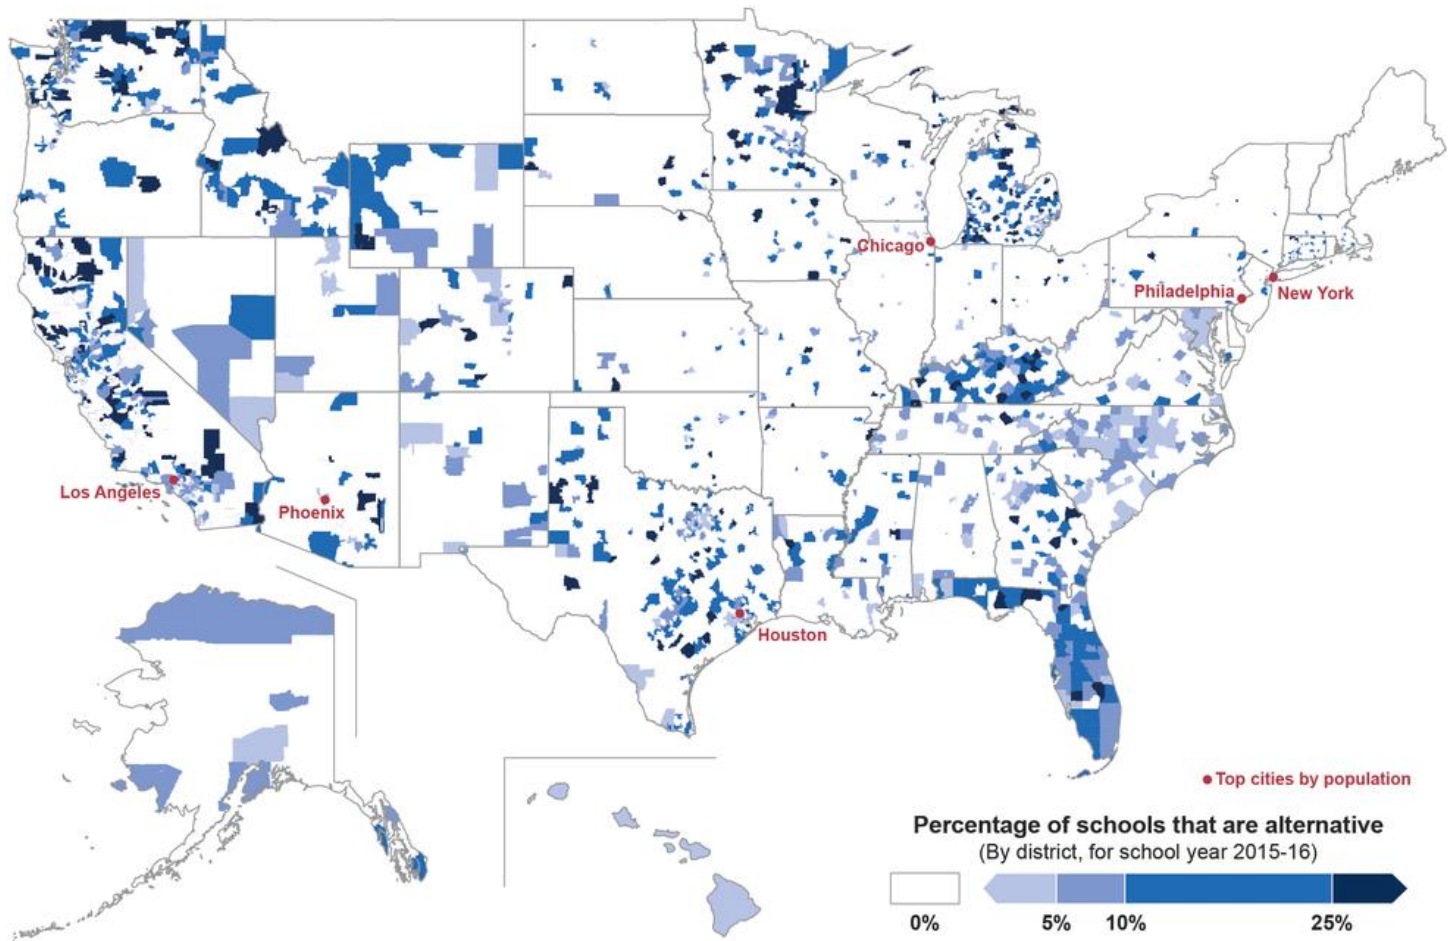 Chicago
Philadelphia
New York
Los Angeles
Phoenix
Houston
Top cities by population
Percentage of schools that are alternative
(By district, for school year 2015-16)
0%
5%
10%
25%